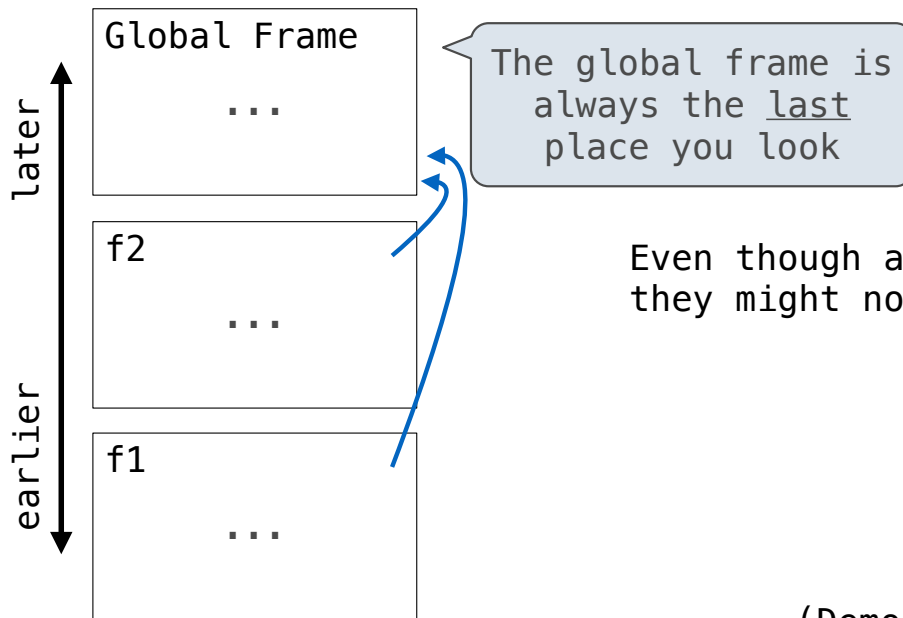 Global Frame
...
The global frame is
always the last
place you look
later
f2
...
Even though a
they might no
earlier
f1
...